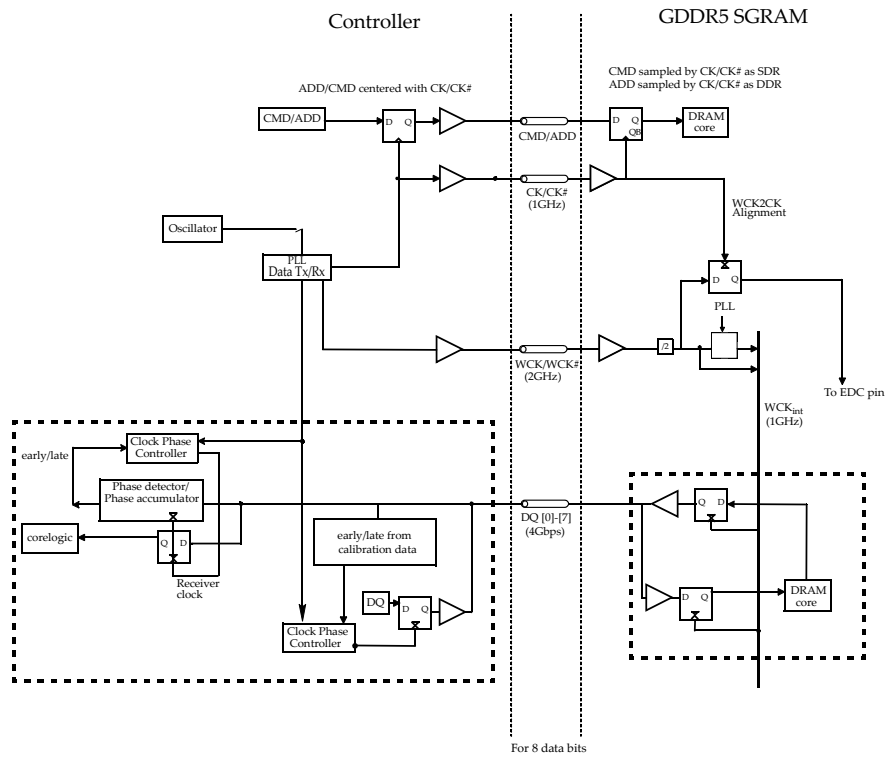 Controller
GDDR5 SGRAM
ADD/CMD centered with CK/CK#
CMD sampled by CK/CK# as SDR
ADD sampled by CK/CK# as DDR
CMD/ADD
D Q
CMD/ADD
D Q
QB
DRAM
core
CK/CK#
(1GHz)
WCK2CK
Alignment
Oscillator
PLL
Data Tx/Rx
D Q
PLL
/2
WCK/WCK#
(2GHz)
To EDC pin
WCKint
(1GHz)
early/late
Clock Phase
Controller
Phase detector/
Phase accumulator
corelogic
Q D
Receiver
clock
early/late from
calibration data
DQ
D Q
Clock Phase
Controller
DQ [0]-[7]
(4Gbps)
Q D
D Q
DRAM
core
For 8 data bits